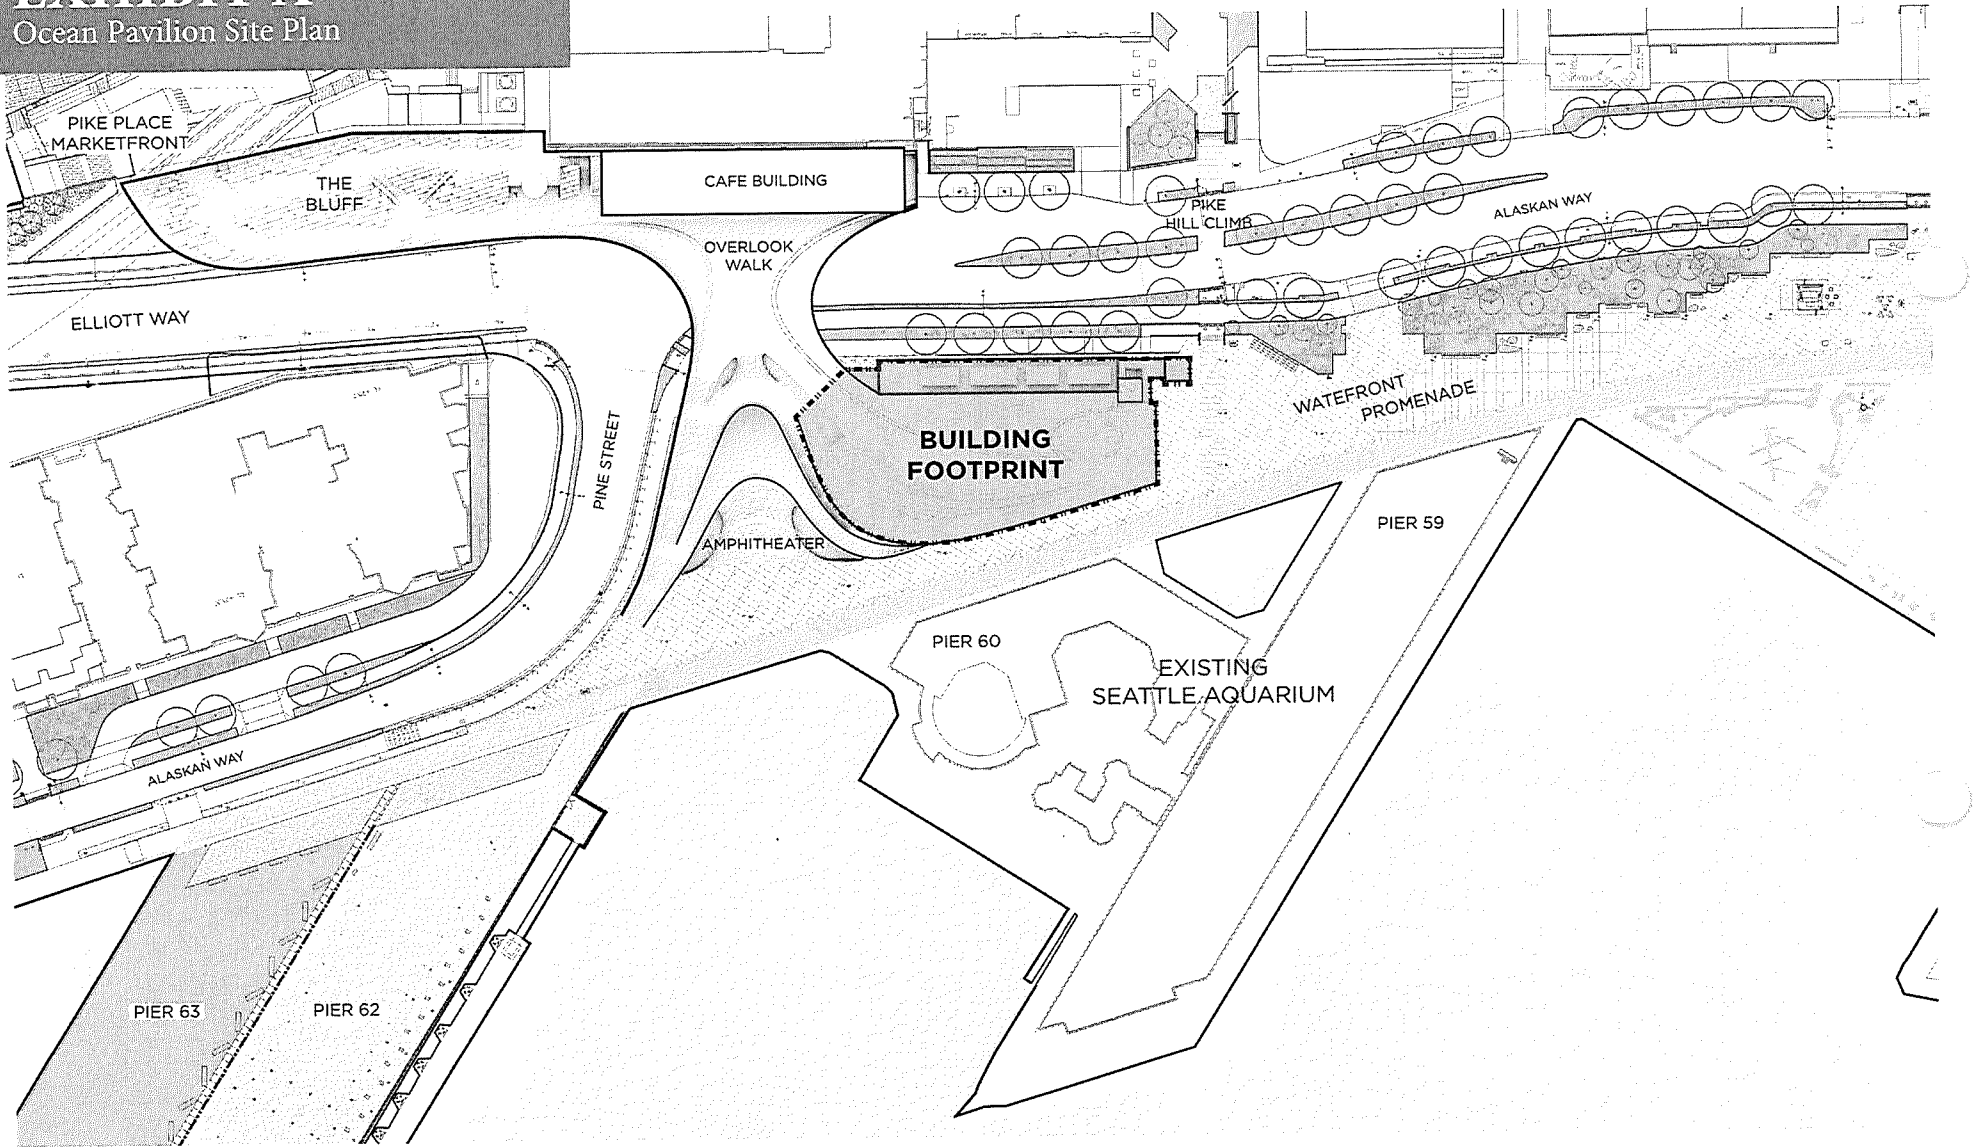 EXHIBIT A
Ocean Pavilion Site Plan
PIKE PLACE
MARKETFRONT
THE
BLUFF
CAFE BUILDING
OVERLOOK
WALK
PIKE
HILL CLIMB
ALASKAN WAY
ELLIOTT WAY
WATEFRONT
PROMENADE
BUILDING
FOOTPRINT
PINE STREET
AMPHITHEATER
PIER 59
PIER 60
EXISTING
SEATTLE AQUARIUM
ALASKAN WAY
PIER 63
PIER 62